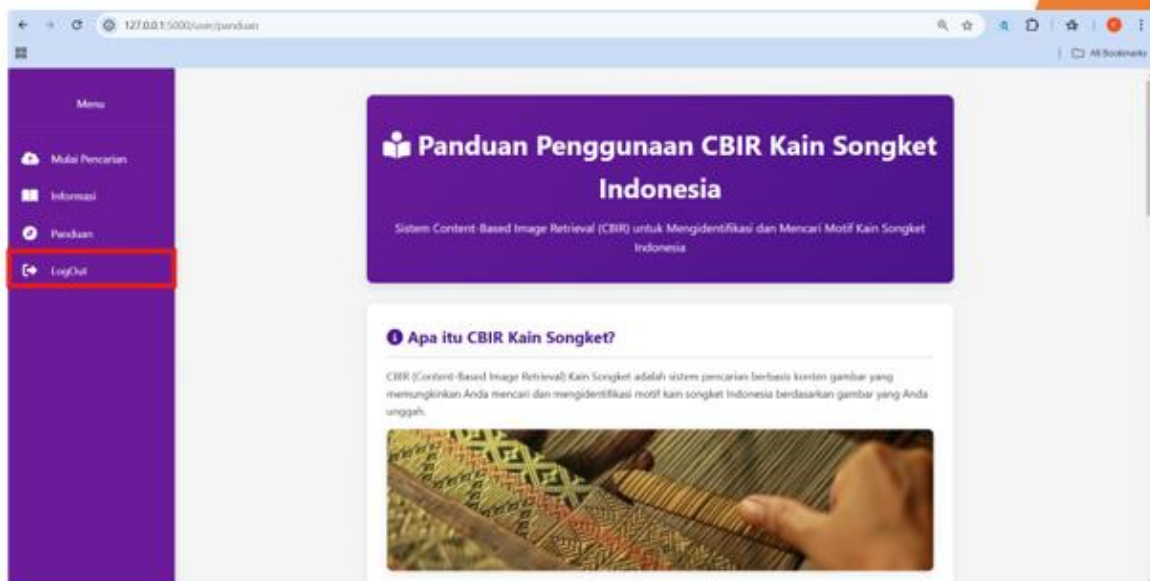 127.0.0.1:5000/user/panduan
All Bookmarks
Menu
Mulai Pencarian
Informasi
Panduan
LogOut
Panduan Penggunaan CBIR Kain Songket
Indonesia
Sistem Content-Based Image Retrieval (CBIR) untuk Mengidentifikasi dan Mencari Motif Kain Songket
Indonesia
Apa itu CBIR Kain Songket?
CBIR (Content-Based Image Retrieval) Kain Songket adalah sistem pencarian berbasis konten gambar yang
memungkinkan Anda mencari dan mengidentifikasi motif kain songket Indonesia berdasarkan gambar yang Anda
unggah.